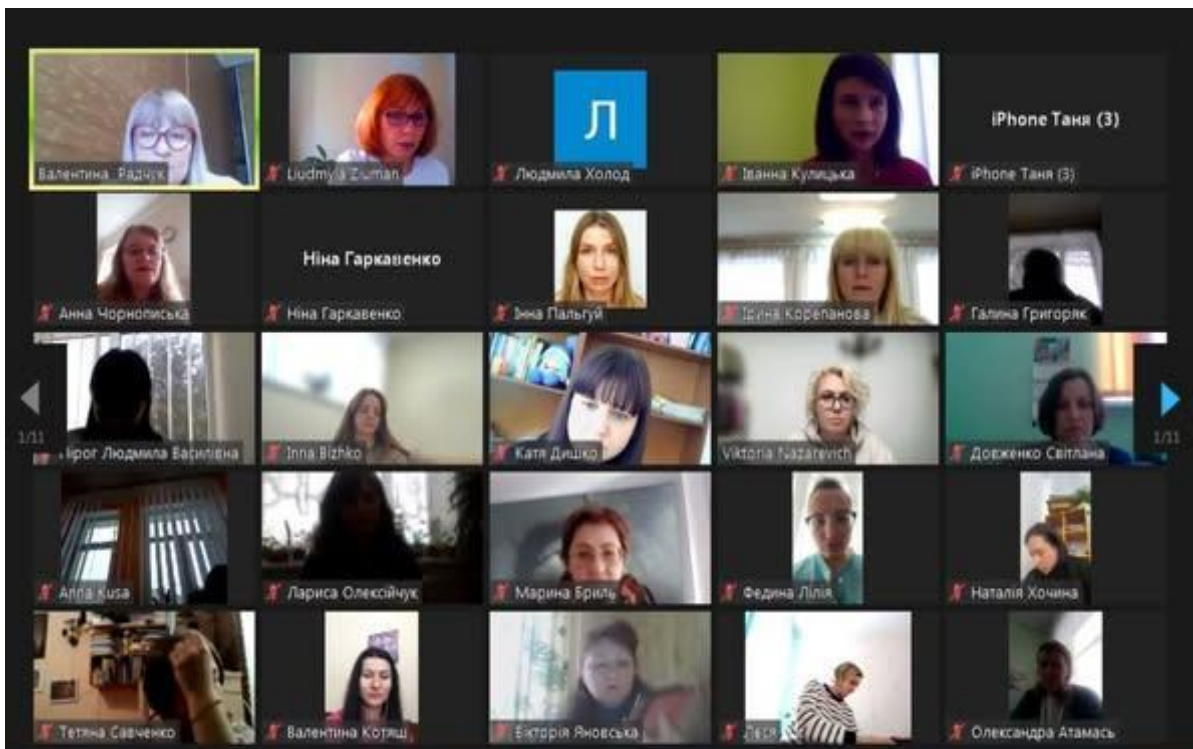 Валентина Радчук
Liudmyla Ziuman
Л
Людмила Холод
Іванна Кулицька
iPhone Таня (3)
iPhone Таня (3)
Анна Чорнописька
Ніна Гаркавенко
Ніна Гаркавенко
Інна Пальгуй
Ірина Корепанова
Галина Григоряк
1/11
Пірог Людмила Василівна
Inna Bizhko
Катя Дишко
Viktoria Nazarevich
Довженко Світлана
1/11
Anna Kusa
Лариса Олексійчук
Марина Бриль
Федина Лілія
Наталія Хочина
Тетяна Савченко
Валентина Котяш
Вікторія Яновська
Леся
Олександра Атамась